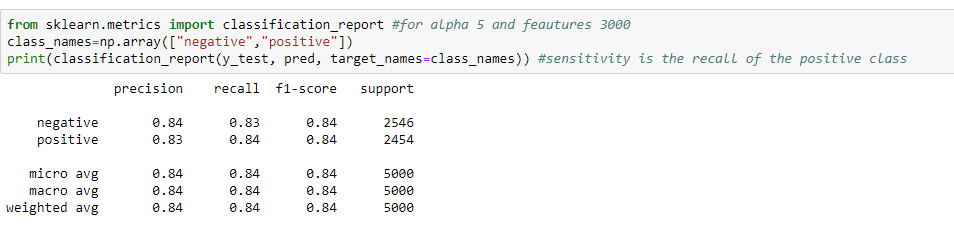 from sklearn.metrics import classification_report #for alpha 5 and feautures 3000
class_names=np.array(["negative","positive"])
print(classification_report(y_test, pred, target_names=class_names)) #sensitivity is the recall of the positive class
precision recall f1-score support
negative 0.84 0.83 0.84 2546
positive 0.83 0.84 0.84 2454
micro avg 0.84 0.84 0.84 5000
macro avg 0.84 0.84 0.84 5000
weighted avg 0.84 0.84 0.84 5000